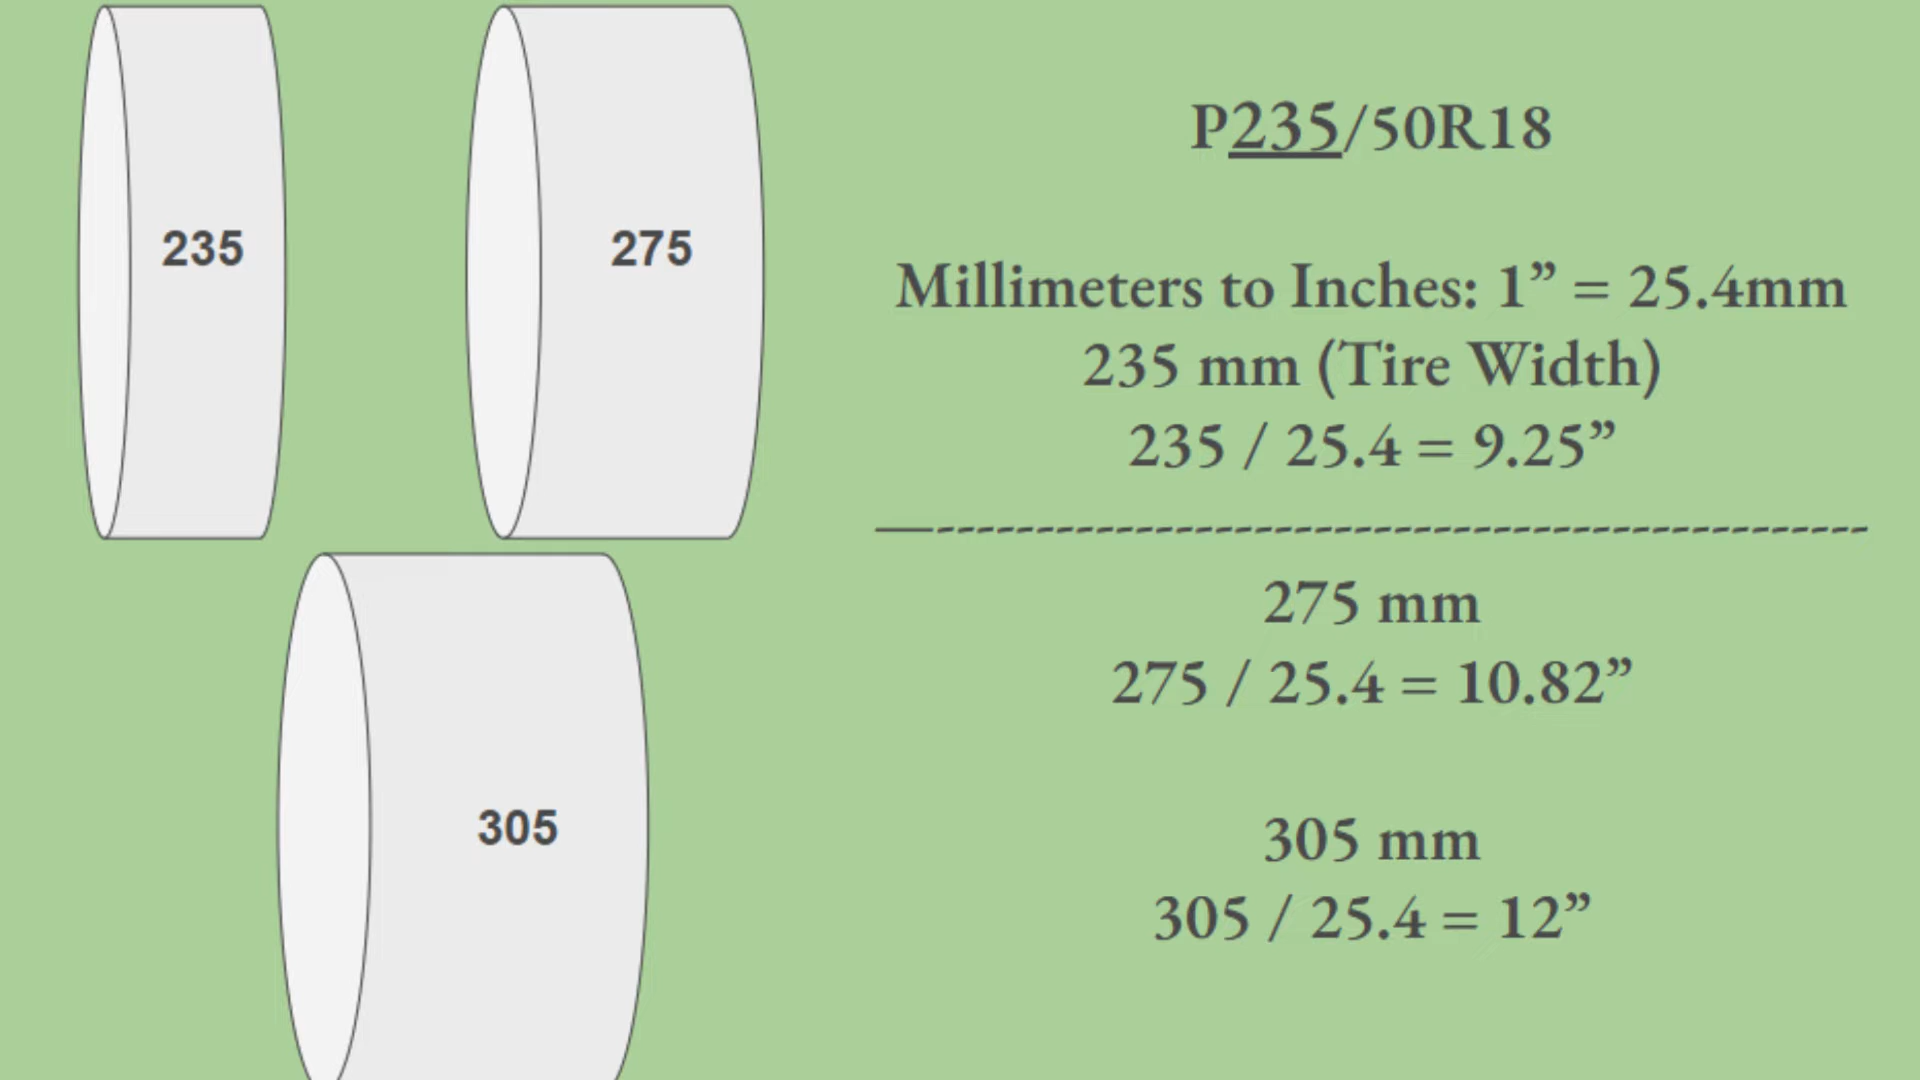 235
275
305
P235/50R18
Millimeters to Inches: 1” = 25.4mm
235 mm (Tire Width)
235 / 25.4 = 9.25”
—-----------------------------------------------
275 mm
275 / 25.4 = 10.82”
305 mm
305 / 25.4 = 12”